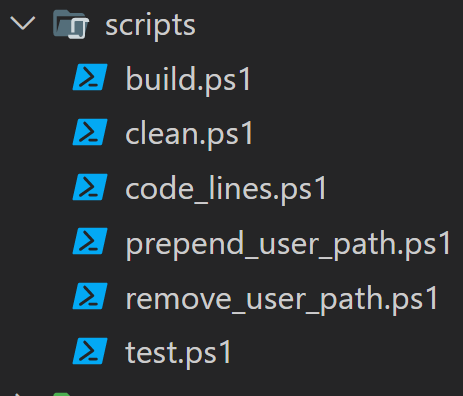 scripts
build.ps1
clean.ps1
code_lines.ps1
prepend_user_path.ps1
remove_user_path.ps1
test.ps1